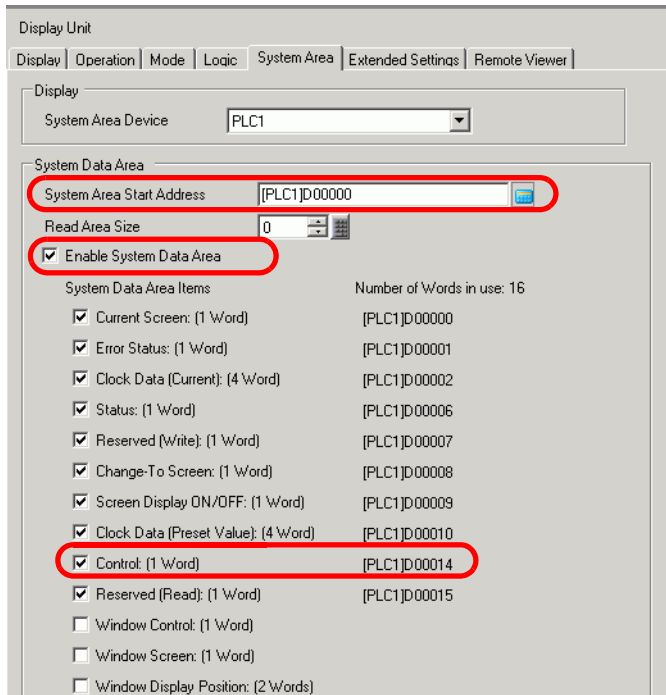 Display Unit
Display Operation Mode Logic System Area Extended Settings Remote Viewer
Display
System Area Device PLC1
System Data Area
System Area Start Address [PLC1]D00000
Read Area Size 0
Enable System Data Area
System Data Area Items Number of Words in use: 16
Current Screen: (1 Word) [PLC1]D00000
Error Status: (1 Word) [PLC1]D00001
Clock Data (Current): (4 Word) [PLC1]D00002
Status: (1 Word) [PLC1]D00006
Reserved (Write): (1 Word) [PLC1]D00007
Change-To Screen: (1 Word) [PLC1]D00008
Screen Display ON/OFF: (1 Word) [PLC1]D00009
Clock Data (Preset Value): (4 Word) [PLC1]D00010
Control: (1 Word) [PLC1]D00014
Reserved (Read): (1 Word) [PLC1]D00015
Window Control: (1 Word)
Window Screen: (1 Word)
Window Display Position: (2 Words)